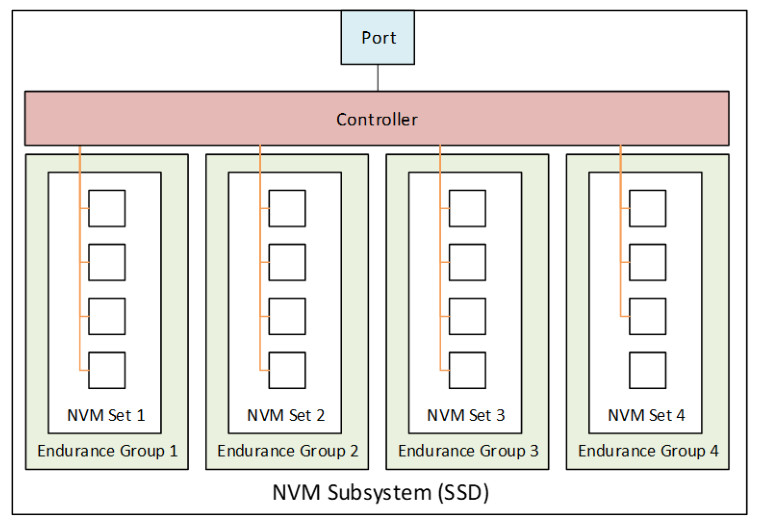 Port
Controller
NVM Set 1
NVM Set 2
NVM Set 3
NVM Set 4
Endurance Group 1
Endurance Group 2
Endurance Group 3
Endurance Group 4
NVM Subsystem (SSD)